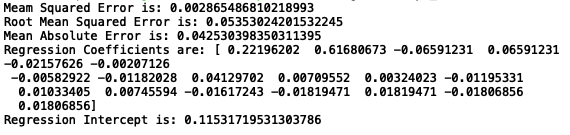 Meam Squared Error is: 0.002865486810218993
Root Mean Squared Error is: 0.05353024201532245
Mean Absolute Error is: 0.042530398350311395
Regression Coefficients are: [ 0.22196202  0.61680673 -0.06591231  0.06591231
-0.02157626 -0.00207126
 -0.00582922 -0.01182028  0.04129702  0.00709552  0.00324023 -0.01195331
  0.01033405  0.00745594 -0.01617243 -0.01819471  0.01819471 -0.01806856
  0.01806856]
Regression Intercept is: 0.11531719531303786